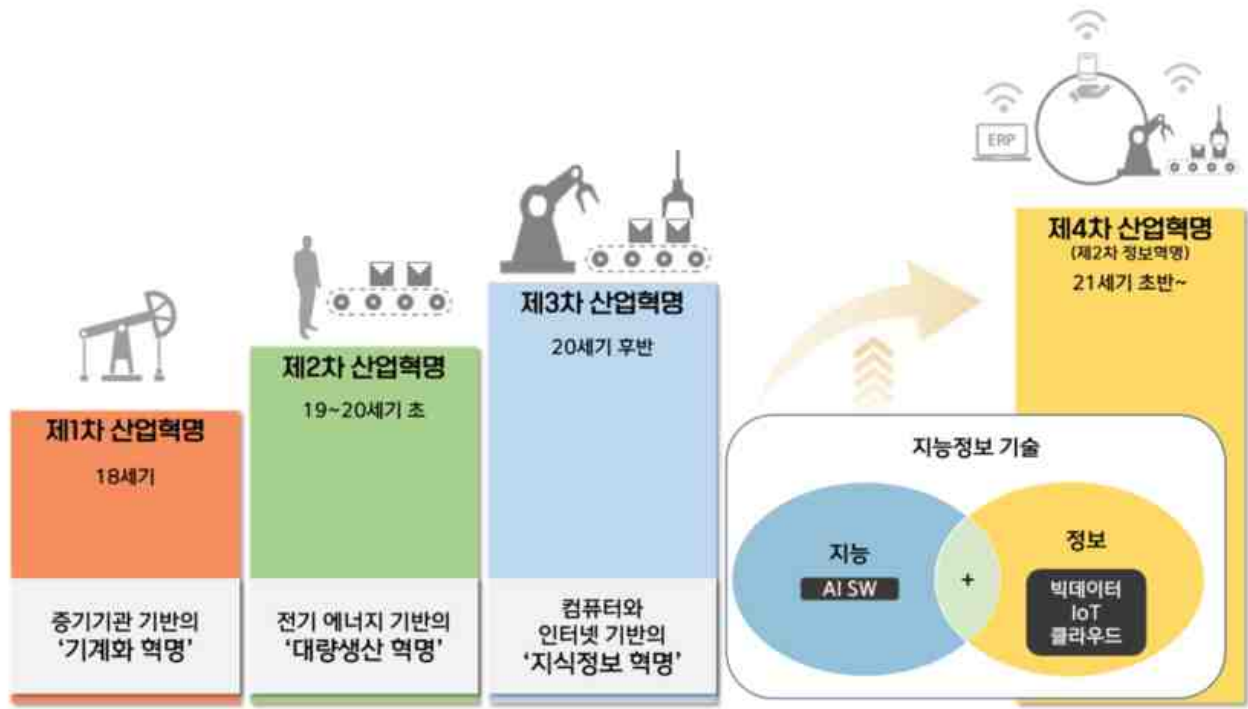 제1차 산업혁명
18세기
증기기관 기반의
‘기계화 혁명’
제2차 산업혁명
19~20세기 초
전기 에너지 기반의
‘대량생산 혁명’
제3차 산업혁명
20세기 후반
컴퓨터와
인터넷 기반의
‘지식정보 혁명’
ERP
제4차 산업혁명
(제2차 정보혁명)
21세기 초반~
지능정보 기술
지능
AI SW
+
정보
빅데이터
IoT
클라우드